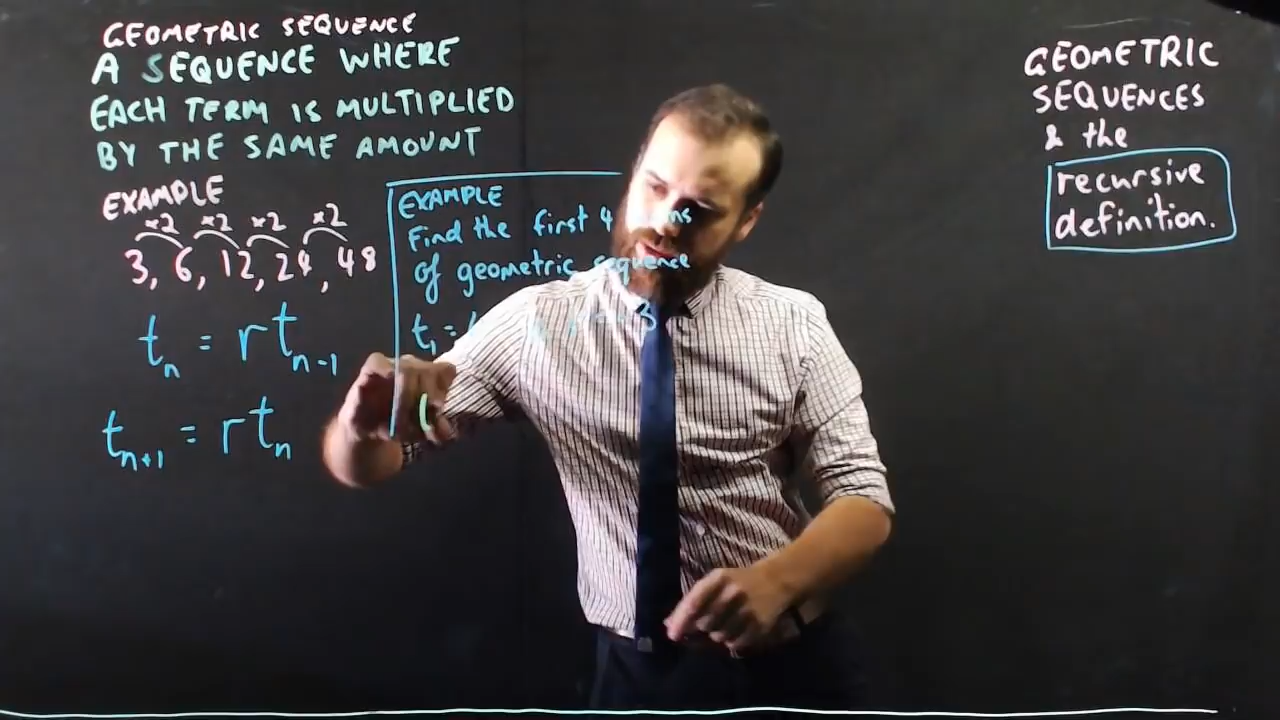 GEOMETRIC SEQUENCE
A SEQUENCE WHERE
EACH TERM IS MULTIPLIED
BY THE SAME AMOUNT
EXAMPLE
×2 ×2 ×2 ×2
3, 6, 12, 24, 48
tₙ = r tₙ₋₁
tₙ₊₁ = r tₙ
EXAMPLE
Find the first 4
of geometric sequence
t₁ =
GEOMETRIC
SEQUENCES
& the
recursive
definition.